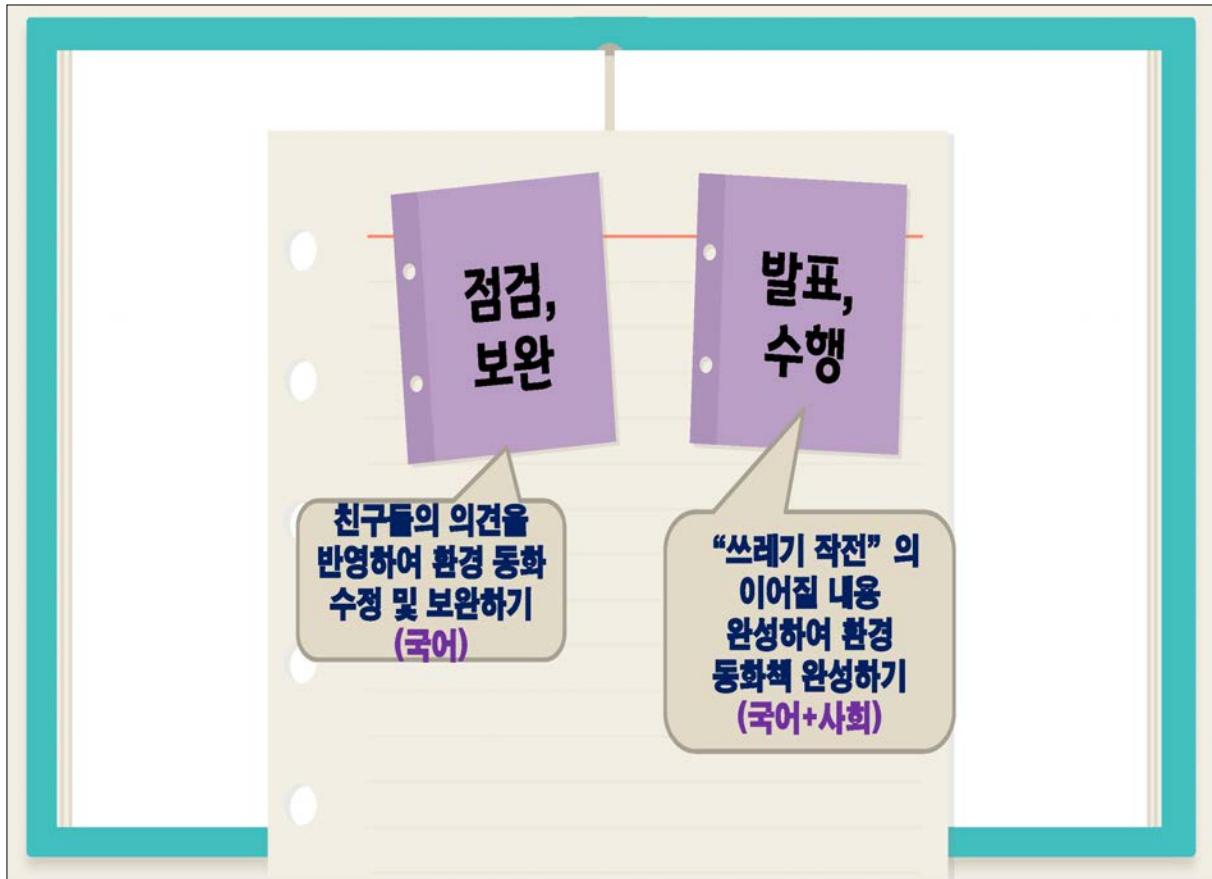 점검,
보완
친구들의 의견을
반영하여 환경 동화
수정 및 보완하기
(국어)
발표,
수행
“쓰레기 작전” 의
이어질 내용
완성하여 환경
동화책 완성하기
(국어+사회)